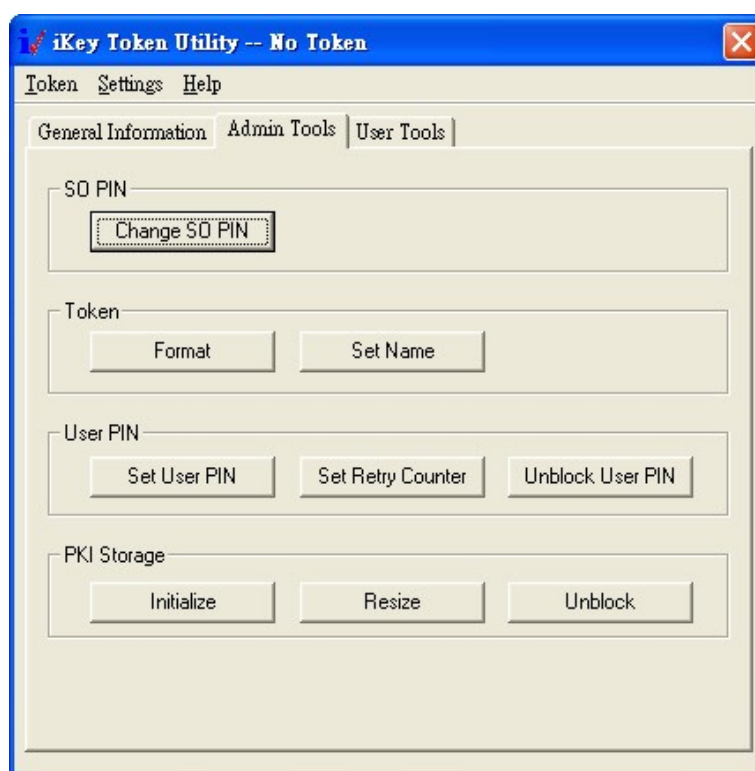 iKey Token Utility -- No Token
Token Settings Help
General Information Admin Tools User Tools
SO PIN
Change SO PIN
Token
Format Set Name
User PIN
Set User PIN Set Retry Counter Unblock User PIN
PKI Storage
Initialize Resize Unblock